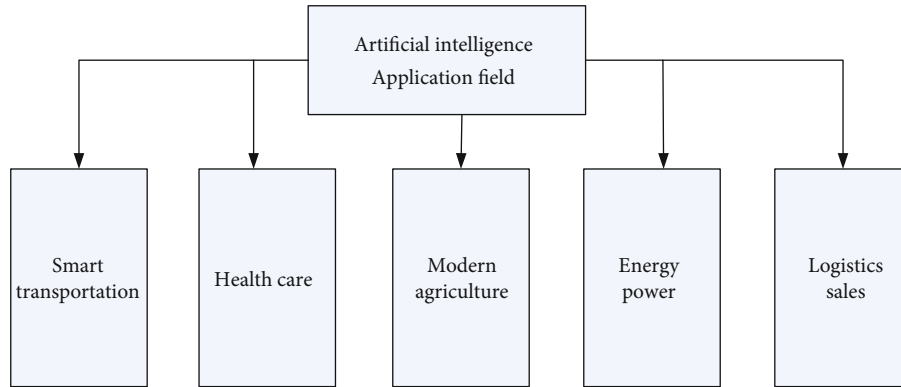 Artificial intelligence
Application field
Smart
transportation
Health care
Modern
agriculture
Energy
power
Logistics
sales